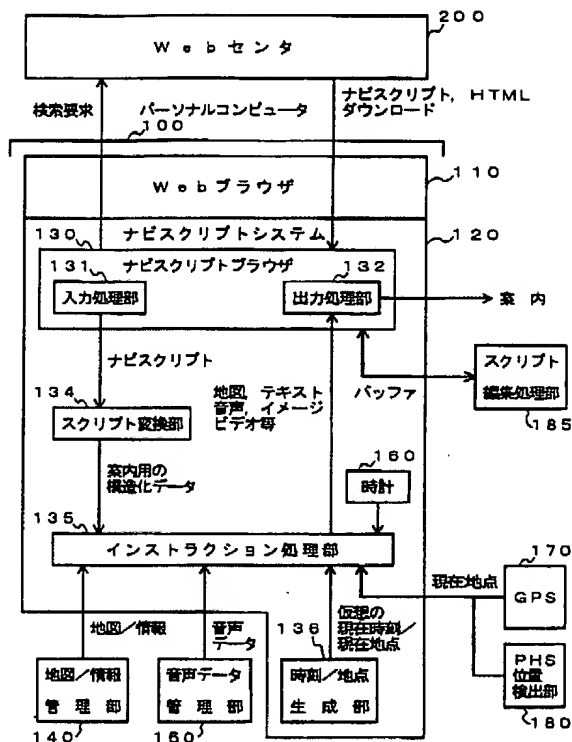 200
Webセンタ
検索要求
パーソナルコンピュータ
ナビスクリプト, HTML
ダウンロード
100
Webブラウザ
110
ナビスクリプトシステム
120
130
ナビスクリプトブラウザ
131
132
入力処理部
出力処理部
案内
ナビスクリプト
地図, テキスト
音声, イメージ
ビデオ等
バッファ
スクリプト
編集処理部
185
134
スクリプト変換部
案内用の
構造化データ
160
時計
135
インストラクション処理部
170
現在地点
GPS
地図/情報
音声
データ
136
仮想の
現在時刻/
現在地点
地図/情報
管理部
140
音声データ
管理部
150
時刻/地点
生成部
PHS
位置
検出部
180